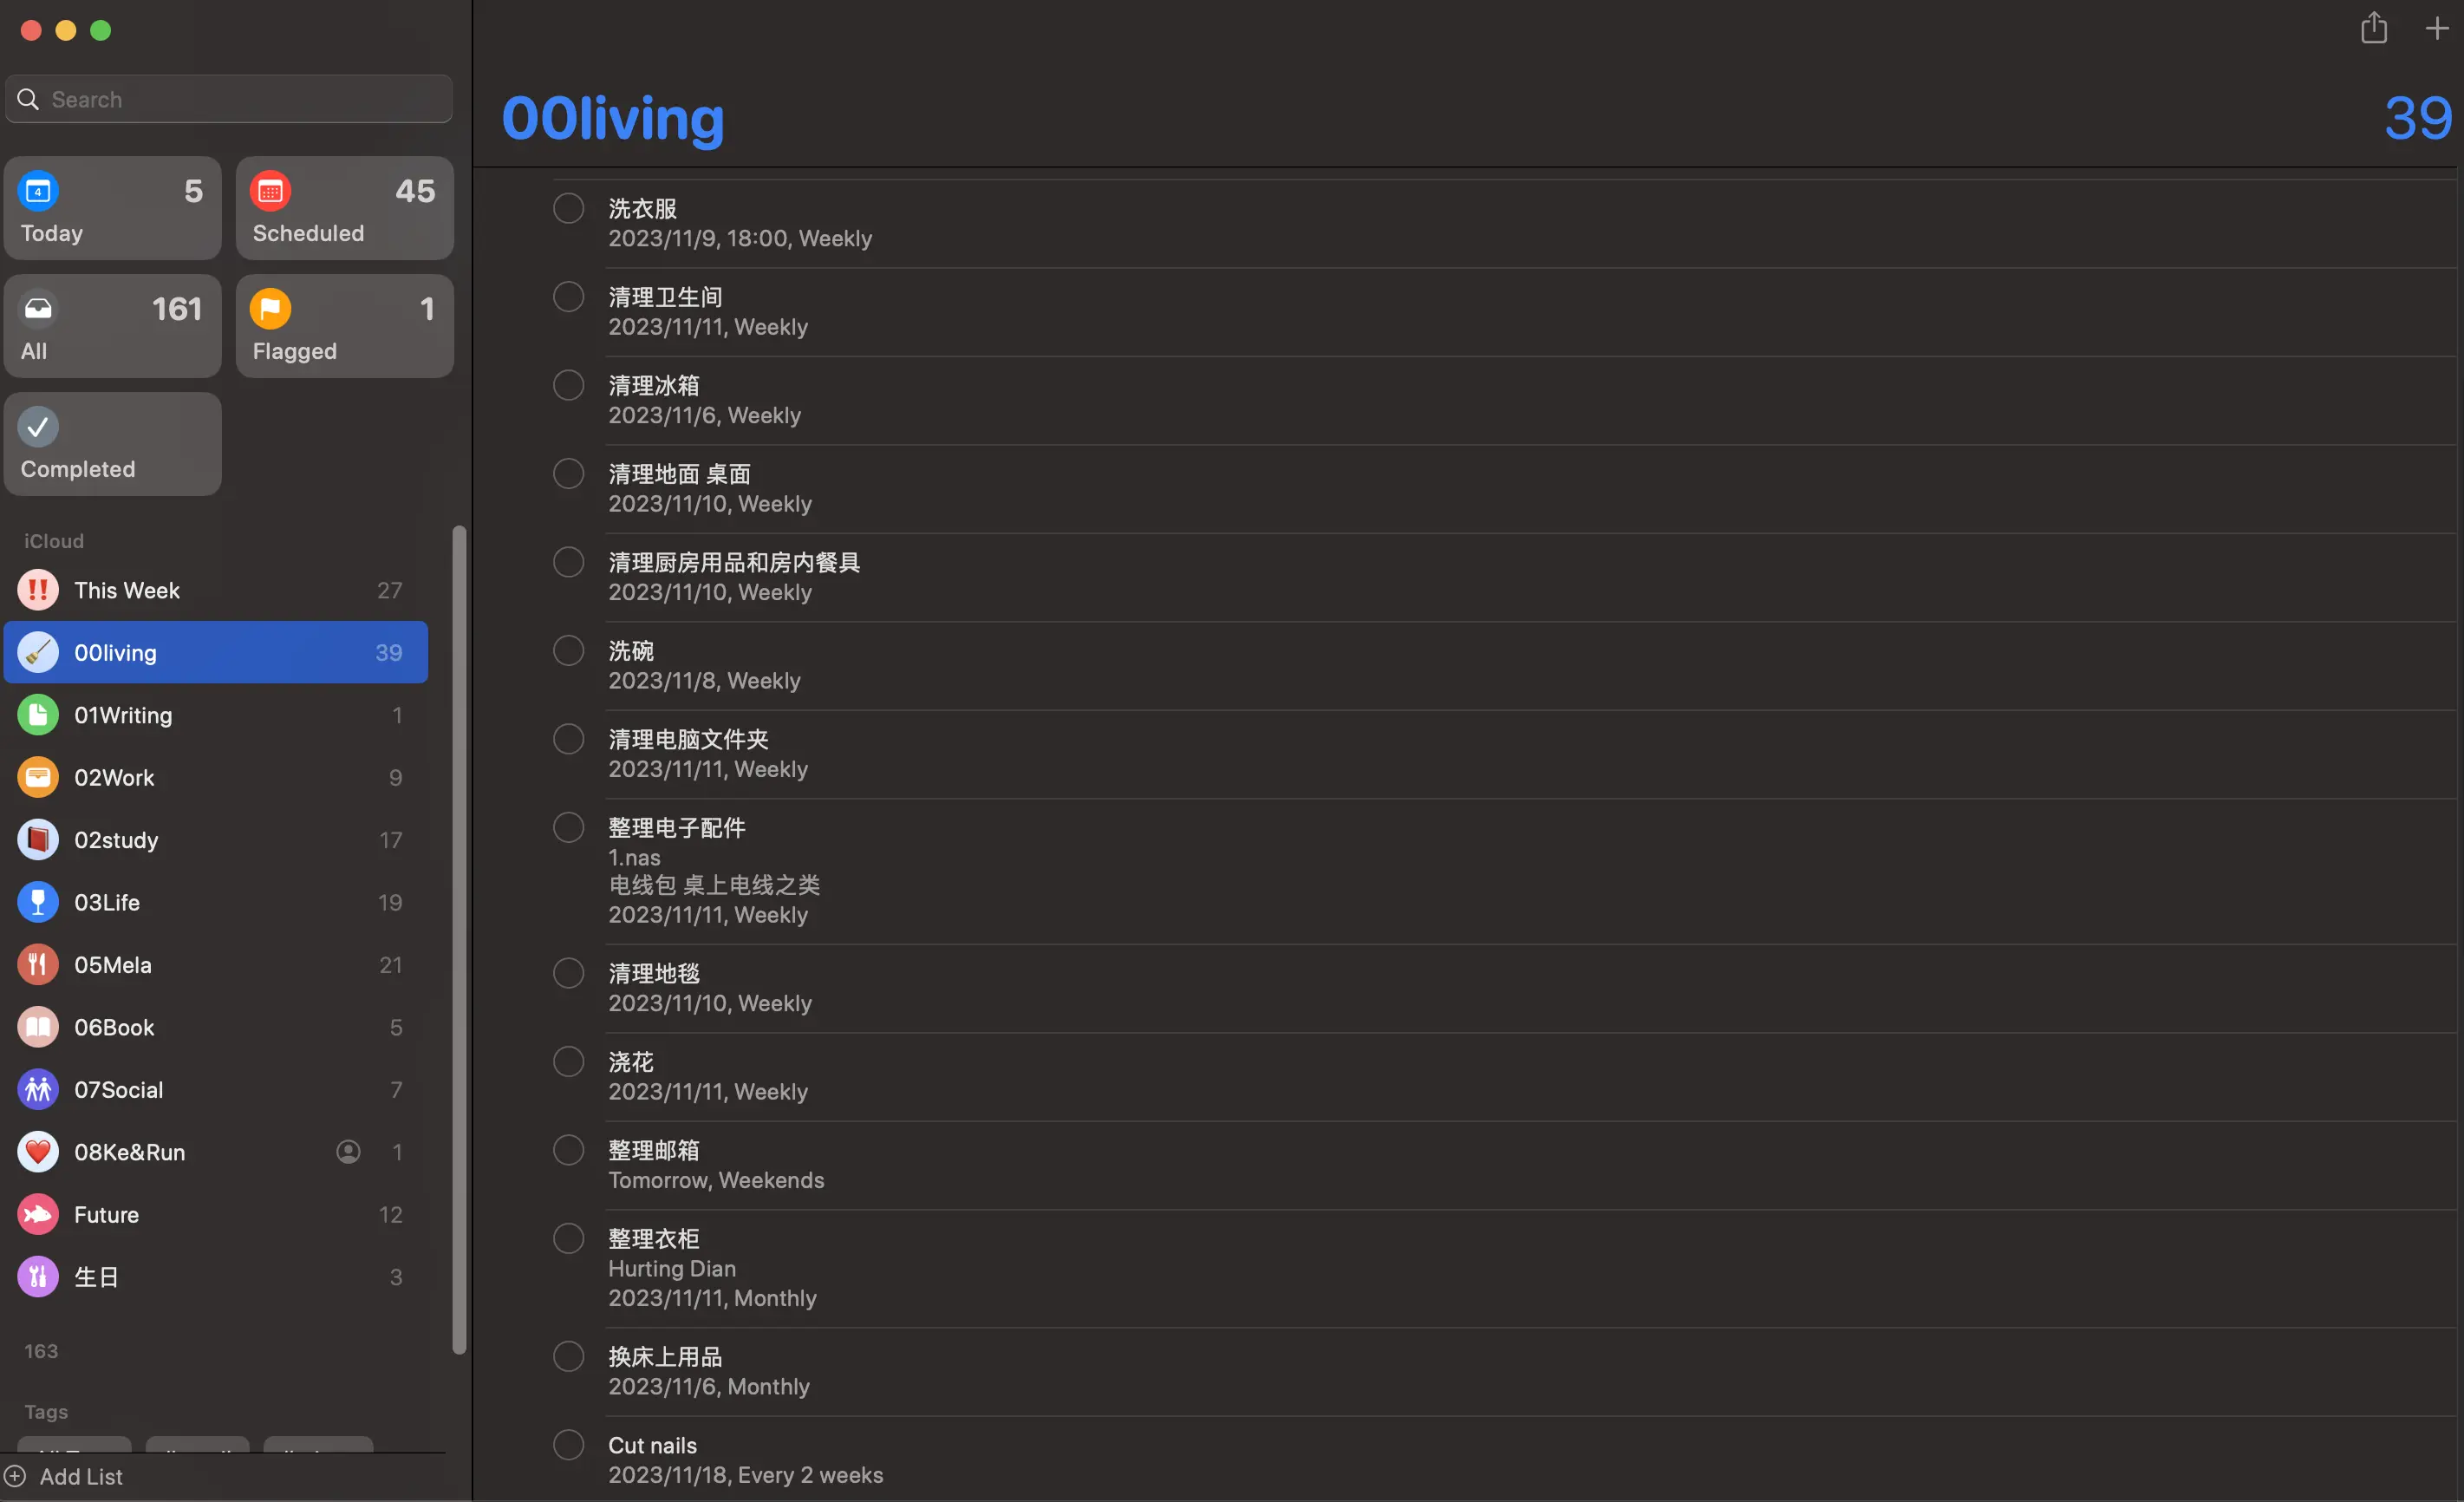 Search
4
5
Today
45
Scheduled
161
All
1
Flagged
Completed
iCloud
This Week 27
00living 39
01Writing 1
02Work 9
02study 17
03Life 19
05Mela 21
06Book 5
07Social 7
08Ke&Run 1
Future 12
生日 3
163
Tags
Add List
00living 39
洗衣服
2023/11/9, 18:00, Weekly
清理卫生间
2023/11/11, Weekly
清理冰箱
2023/11/6, Weekly
清理地面 桌面
2023/11/10, Weekly
清理厨房用品和房内餐具
2023/11/10, Weekly
洗碗
2023/11/8, Weekly
清理电脑文件夹
2023/11/11, Weekly
整理电子配件
1.nas
电线包 桌上电线之类
2023/11/11, Weekly
清理地毯
2023/11/10, Weekly
浇花
2023/11/11, Weekly
整理邮箱
Tomorrow, Weekends
整理衣柜
Hurting Dian
2023/11/11, Monthly
换床上用品
2023/11/6, Monthly
Cut nails
2023/11/18, Every 2 weeks